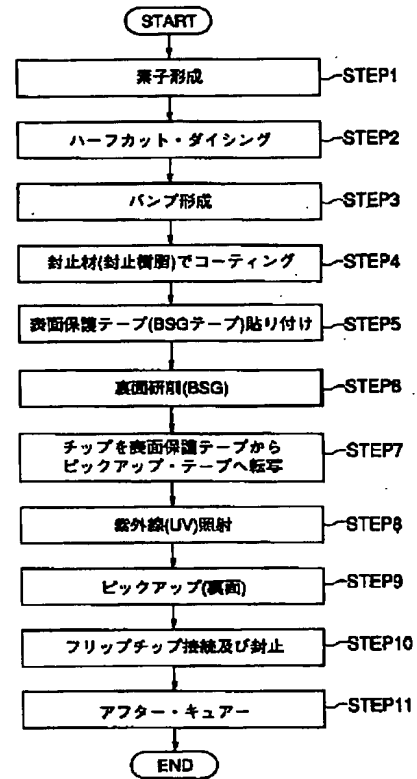 START
素子形成
STEP1
ハーフカット・ダイシング
STEP2
バンプ形成
STEP3
封止材(封止樹脂)でコーティング
STEP4
表面保護テープ(BSGテープ)貼り付け
STEP5
裏面研削(BSG)
STEP6
チップを表面保護テープから
ピックアップ・テープへ転写
STEP7
紫外線(UV)照射
STEP8
ピックアップ(裏面)
STEP9
フリップチップ接続及び封止
STEP10
アフター・キュアー
STEP11
END